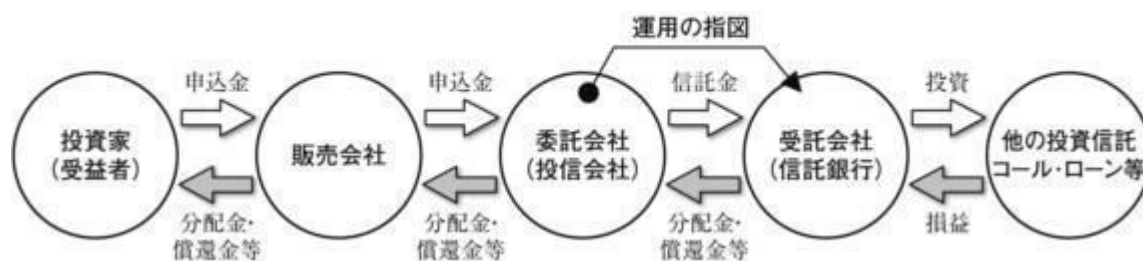 運用の指図
申込金
申込金
信託金
投資
投資家
(受益者)
販売会社
委託会社
(投信会社)
受託会社
(信託銀行)
他の投資信託
コール・ローン等
分配金・
償還金等
分配金・
償還金等
分配金・
償還金等
損益